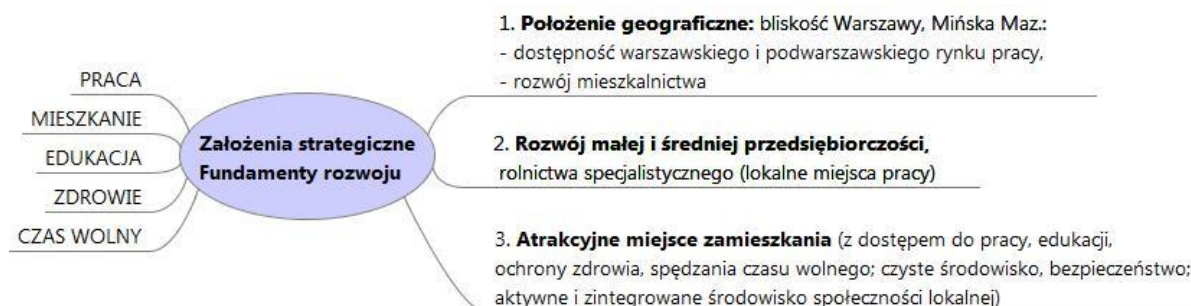 PRACA
MIESZKANIE
EDUKACJA
ZDROWIE
CZAS WOLNY
Założenia strategiczne
Fundamenty rozwoju
1. Położenie geograficzne: bliskość Warszawy, Mińska Maz.:
- dostępność warszawskiego i podwarszawskiego rynku pracy,
- rozwój mieszkalnictwa
2. Rozwój małej i średniej przedsiębiorczości,
rolnictwa specjalistycznego (lokalne miejsca pracy)
3. Atrakcyjne miejsce zamieszkania (z dostępem do pracy, edukacji,
ochrony zdrowia, spędzania czasu wolnego; czyste środowisko, bezpieczeństwo;
aktywne i zintegrowane środowisko społeczności lokalnej)